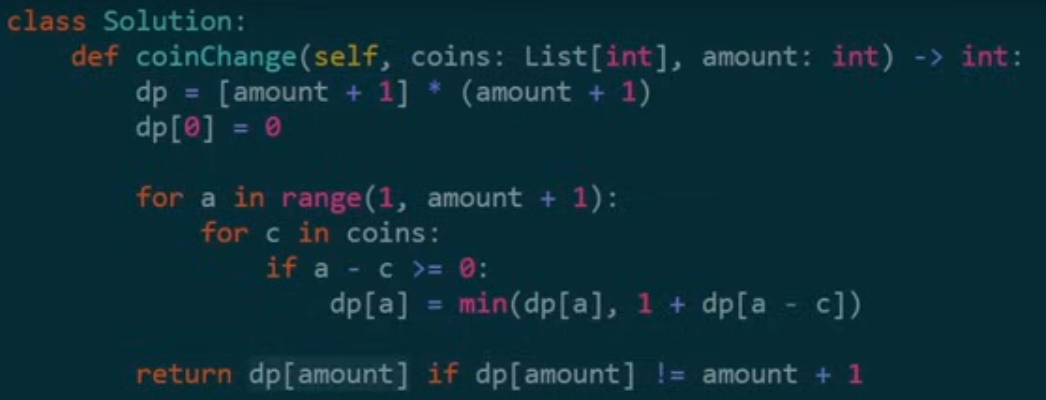 class Solution:
    def coinChange(self, coins: List[int], amount: int) -> int:
        dp = [amount + 1] * (amount + 1)
        dp[0] = 0

        for a in range(1, amount + 1):
            for c in coins:
                if a - c >= 0:
                    dp[a] = min(dp[a], 1 + dp[a - c])

        return dp[amount] if dp[amount] != amount + 1